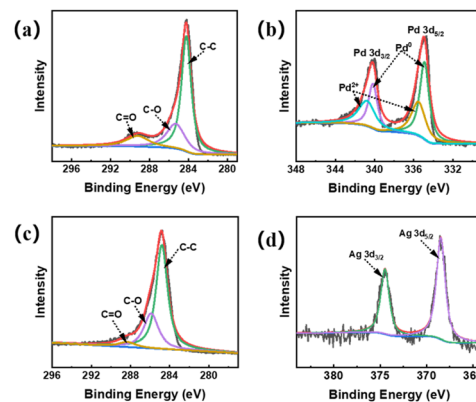 (a)
C-C
C-O
C=O
Intensity
296 292 288 284 280
Binding Energy (eV)
(b)
Pd 3d5/2
Pd 3d3/2
Pd0
Pd2+
Intensity
348 344 340 336 332
Binding Energy (eV)
(c)
C-C
C-O
C=O
Intensity
296 292 288 284 280
Binding Energy (eV)
(d)
Ag 3d5/2
Ag 3d3/2
Intensity
380 375 370
Binding Energy (eV)